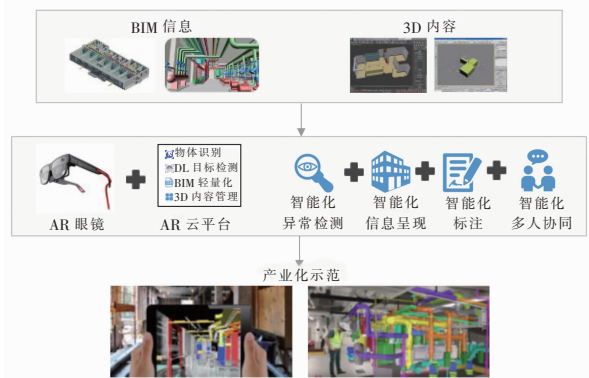 BIM 信息
3D 内容
物体识别
DL 目标检测
BIM 轻量化
3D 内容管理
AR 眼镜
AR 云平台
智能化
异常检测
智能化
信息呈现
智能化
标注
智能化
多人协同
产业化示范